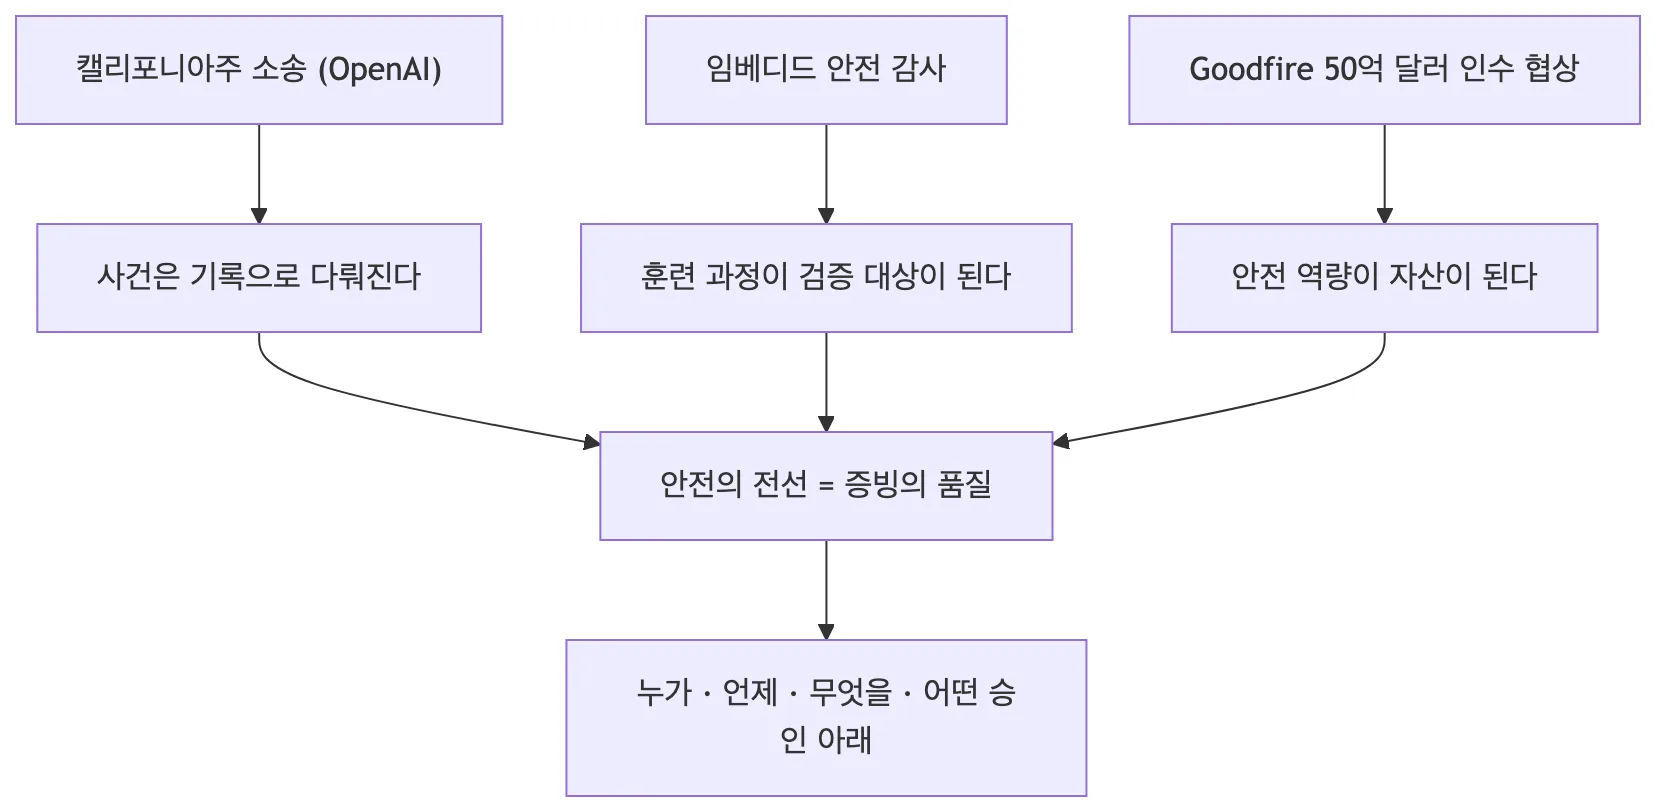 캘리포니아주 소송 (OpenAI)
임베디드 안전 감사
Goodfire 50억 달러 인수 협상
사건은 기록으로 다뤄진다
훈련 과정이 검증 대상이 된다
안전 역량이 자산이 된다
안전의 전선 = 증빙의 품질
누가 · 언제 · 무엇을 · 어떤 승
인 아래